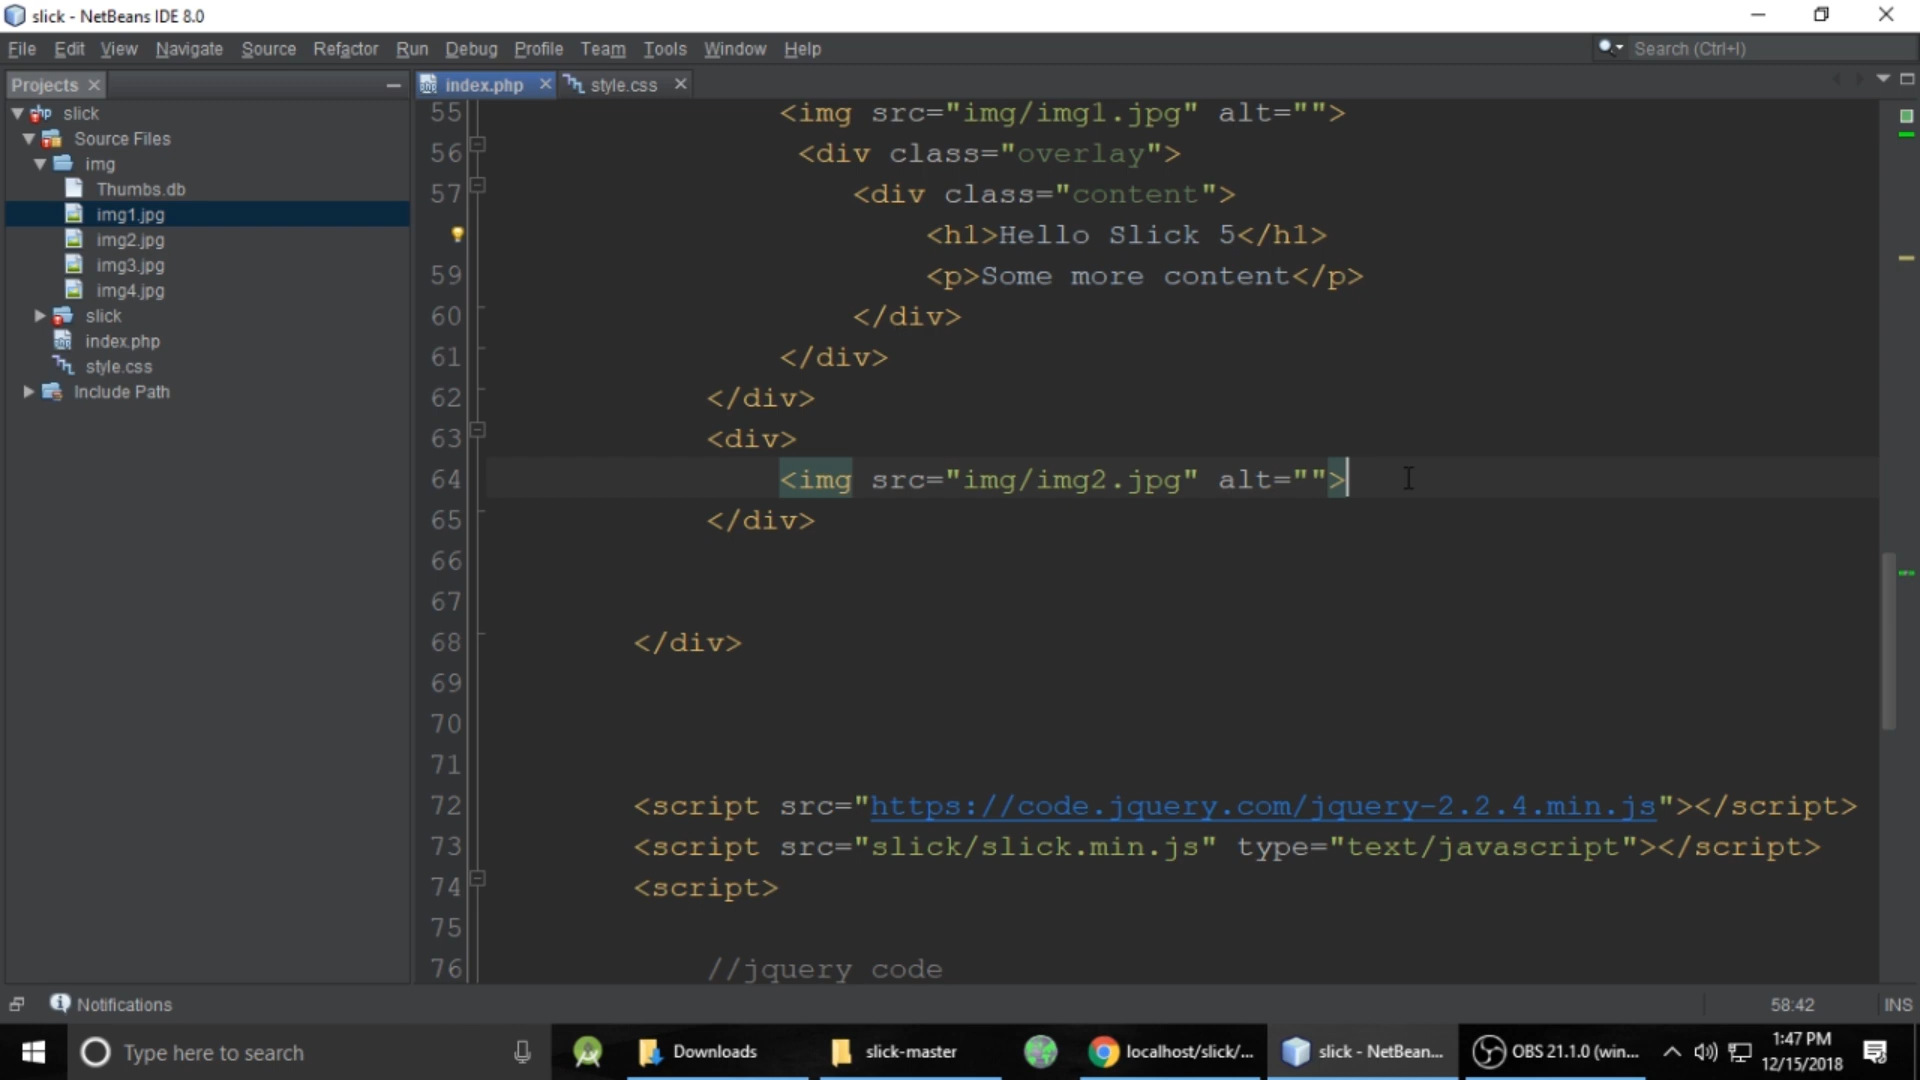 slick - NetBeans IDE 8.0
File Edit View Navigate Source Refactor Run Debug Profile Team Tools Window Help
Search (Ctrl+I)
Projects
index.php
style.css
slick
Source Files
img
Thumbs.db
img1.jpg
img2.jpg
img3.jpg
img4.jpg
slick
index.php
style.css
Include Path
55 <img src="img/img1.jpg" alt="">
56 <div class="overlay">
57 <div class="content">
<h1>Hello Slick 5</h1>
59 <p>Some more content</p>
60 </div>
61 </div>
62 </div>
63 <div>
64 <img src="img/img2.jpg" alt="">
65 </div>
66
67
68 </div>
69
70
71
72 <script src="https://code.jquery.com/jquery-2.2.4.min.js"></script>
73 <script src="slick/slick.min.js" type="text/javascript"></script>
74 <script>
75
76 //jquery code
Notifications
58:42
INS
Type here to search
Downloads
slick-master
localhost/slick/...
slick - NetBean...
OBS 21.1.0 (win...
1:47 PM
12/15/2018